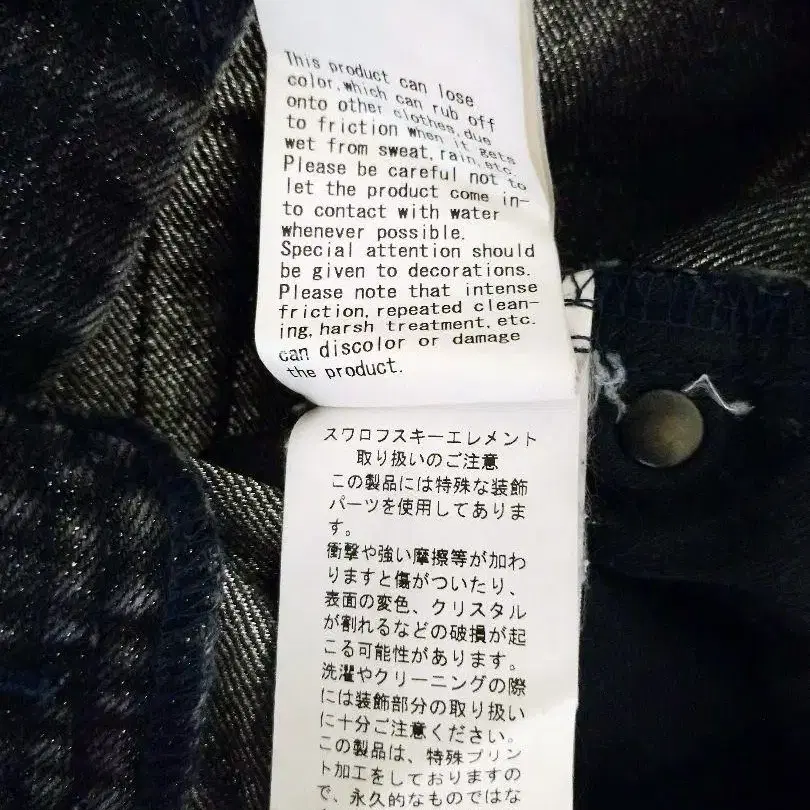 This product can lose
color, which can rub off
onto other clothes, due
to friction when it gets
wet from sweat, rain, etc.
Please be careful not to
let the product come in-
to contact with water
whenever possible.
Special attention should
be given to decorations.
Please note that intense
friction, repeated clean-
ing, harsh treatment, etc.
can discolor or damage
the product.
スワロフスキーエレメント
取り扱いのご注意
この製品には特殊な装飾
パーツを使用してありま
す。
衝撃や強い摩擦等が加わ
りますと傷がついたり、
表面の変色、クリスタル
が割れるなどの破損が起
こる可能性があります。
洗濯やクリーニングの際
には装飾部分の取り扱い
に十分ご注意ください。
この製品は、特殊プリン
ト加工をしておりますの
で、永久的なものではな